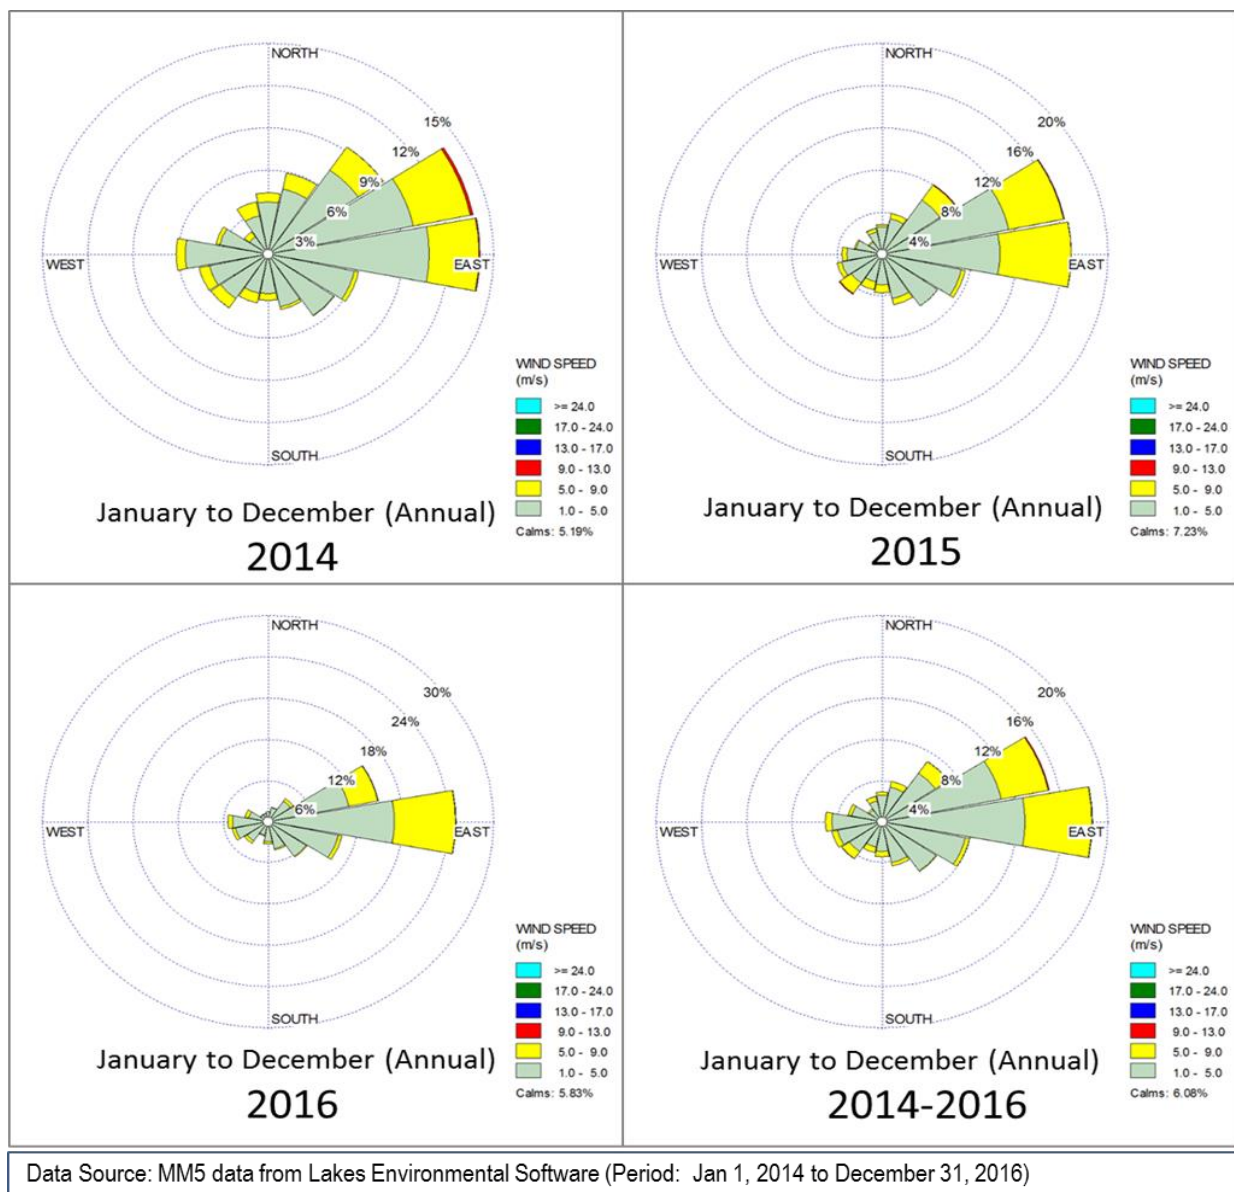 NORTH
15%
12%
9%
6%
3%
WEST
EAST
SOUTH
WIND SPEED
(m/s)
>= 24.0
17.0 - 24.0
13.0 - 17.0
9.0 - 13.0
5.0 - 9.0
1.0 - 5.0
Calms: 5.19%
January to December (Annual)
2014
NORTH
20%
16%
12%
8%
4%
WEST
EAST
SOUTH
WIND SPEED
(m/s)
>= 24.0
17.0 - 24.0
13.0 - 17.0
9.0 - 13.0
5.0 - 9.0
1.0 - 5.0
Calms: 7.23%
January to December (Annual)
2015
NORTH
30%
24%
18%
12%
6%
WEST
EAST
SOUTH
WIND SPEED
(m/s)
>= 24.0
17.0 - 24.0
13.0 - 17.0
9.0 - 13.0
5.0 - 9.0
1.0 - 5.0
Calms: 5.83%
January to December (Annual)
2016
NORTH
20%
16%
12%
8%
4%
WEST
EAST
SOUTH
WIND SPEED
(m/s)
>= 24.0
17.0 - 24.0
13.0 - 17.0
9.0 - 13.0
5.0 - 9.0
1.0 - 5.0
Calms: 6.08%
January to December (Annual)
2014-2016
Data Source: MM5 data from Lakes Environmental Software (Period: Jan 1, 2014 to December 31, 2016)